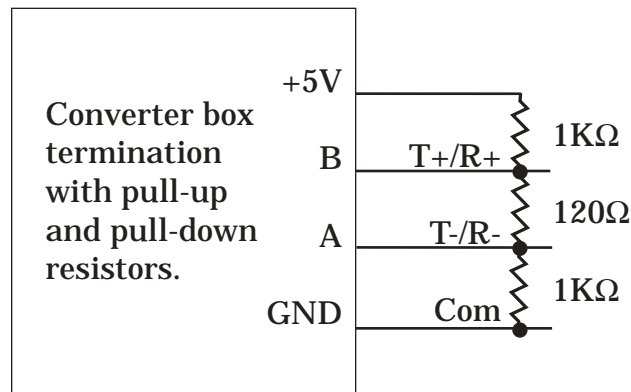 Converter box
termination
with pull-up
and pull-down
resistors.
+5V
B
A
GND
T+/R+
T-/R-
Com
1KΩ
120Ω
1KΩ